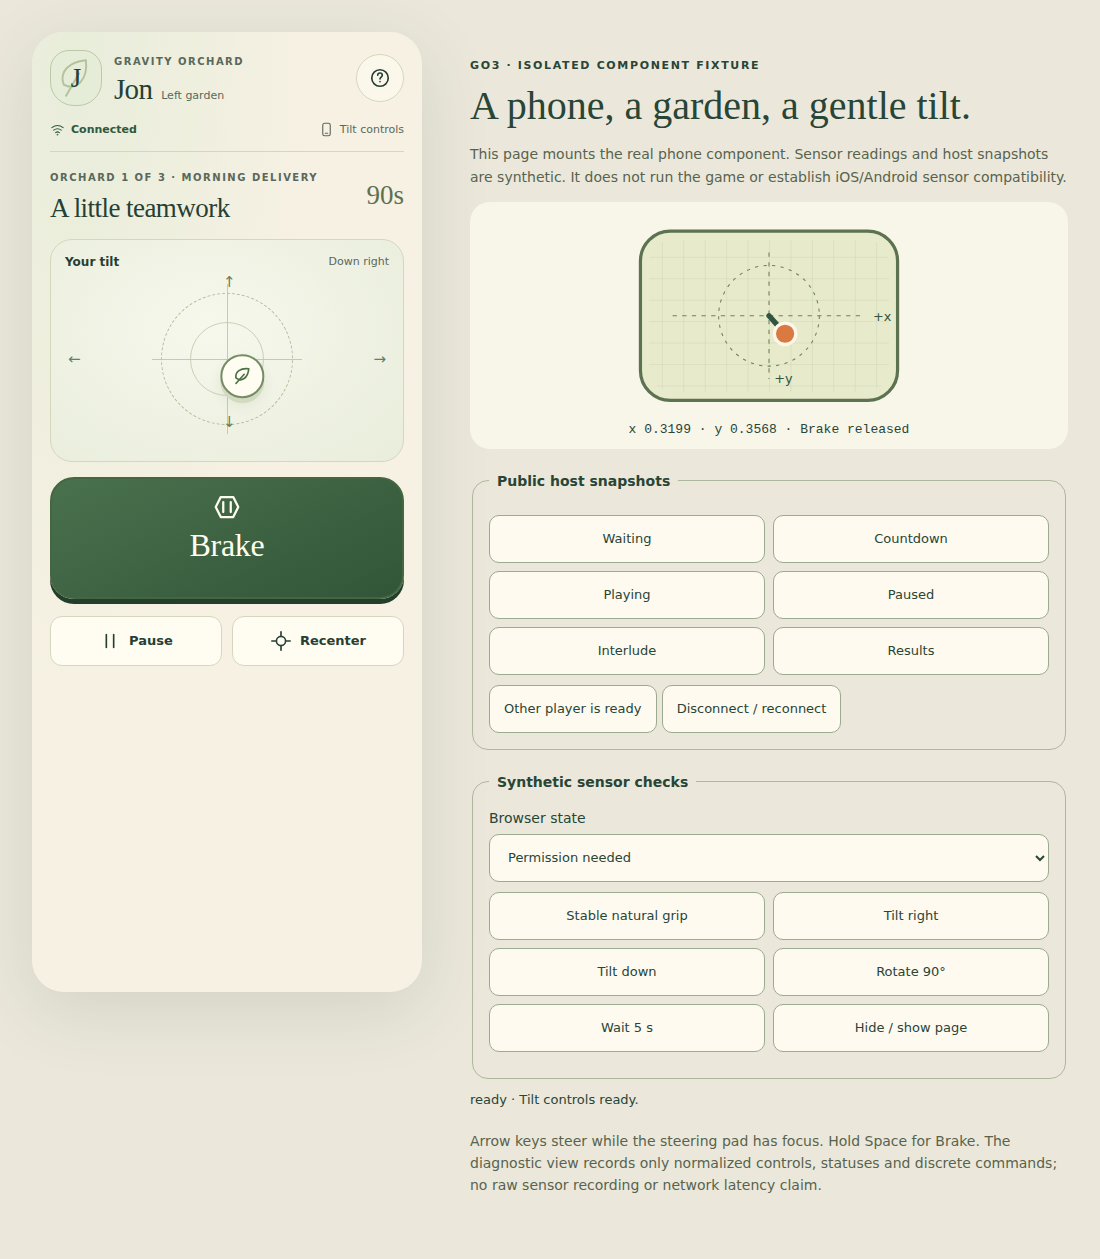 J
GRAVITY ORCHARD
Jon Left garden
Connected
Tilt controls
ORCHARD 1 OF 3 · MORNING DELIVERY
A little teamwork
90s
Your tilt
Down right
↑
←
→
↓
Brake
Pause
Recenter
GO3 · ISOLATED COMPONENT FIXTURE
A phone, a garden, a gentle tilt.
This page mounts the real phone component. Sensor readings and host snapshots
are synthetic. It does not run the game or establish iOS/Android sensor compatibility.
+x
+y
x 0.3199 · y 0.3568 · Brake released
Public host snapshots
Waiting
Countdown
Playing
Paused
Interlude
Results
Other player is ready
Disconnect / reconnect
Synthetic sensor checks
Browser state
Permission needed
Stable natural grip
Tilt right
Tilt down
Rotate 90°
Wait 5 s
Hide / show page
ready · Tilt controls ready.
Arrow keys steer while the steering pad has focus. Hold Space for Brake. The
diagnostic view records only normalized controls, statuses and discrete commands;
no raw sensor recording or network latency claim.